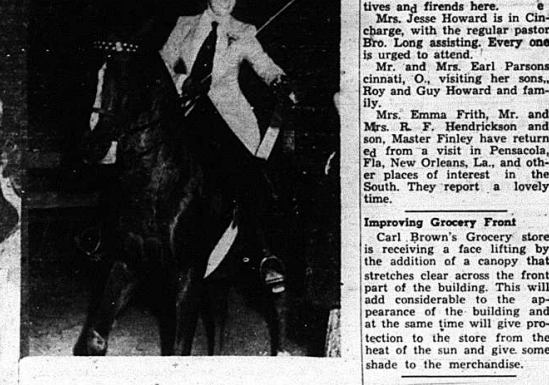 tives and firends here. e
Mrs. Jesse Howard is in Cin-
charge, with the regular pastor
Bro. Long assisting. Every one
is urged to attend.
Mr. and Mrs. Earl Parsons
cinnati, O., visiting her sons,,
Roy and Guy Howard and fam-
ily.
Mrs. Emma Frith, Mr. and
Mrs. R. F. Hendrickson and
son, Master Finley have return
ed from a visit in Pensacola,
Fla, New Orleans, La., and oth-
er places of interest in the
South. They report a lovely
time.
Improving Grocery Front
Carl Brown's Grocery store
is receiving a face lifting by
the addition of a canopy that
stretches clear across the front
part of the building. This will
add considerable to the ap-
pearance of the building and
at the same time will give pro-
tection to the store from the
heat of the sun and give some
shade to the merchandise.